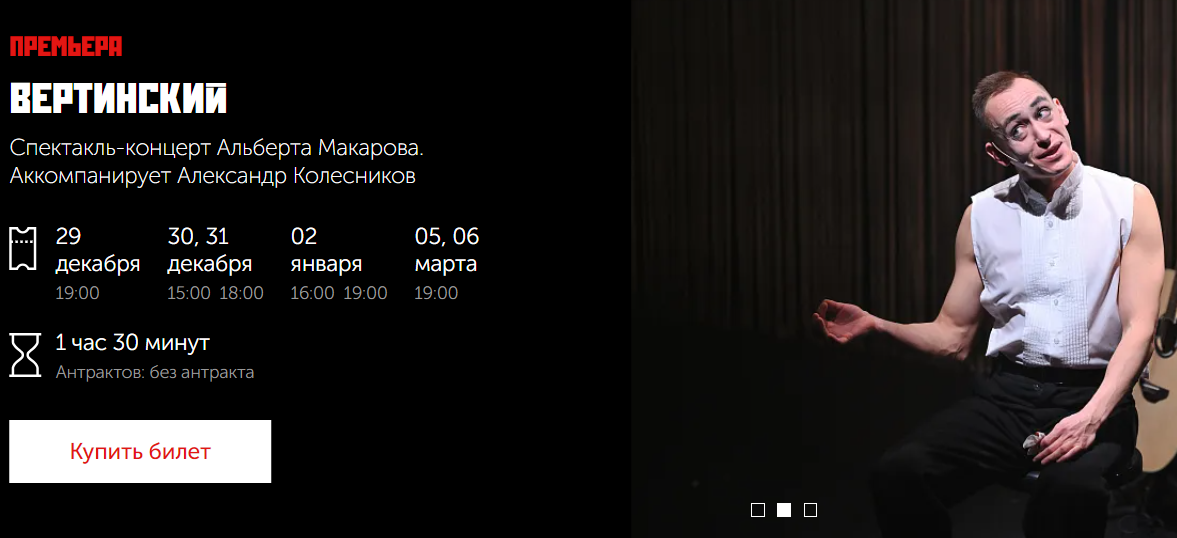 ПРЕМЬЕРА
ВЕРТИНСКИЙ
Спектакль-концерт Альберта Макарова.
Аккомпанирует Александр Колесников
29 декабря 19:00
30, 31 декабря 15:00 18:00
02 января 16:00 19:00
05, 06 марта 19:00
1 час 30 минут
Антрактов: без антракта
Купить билет